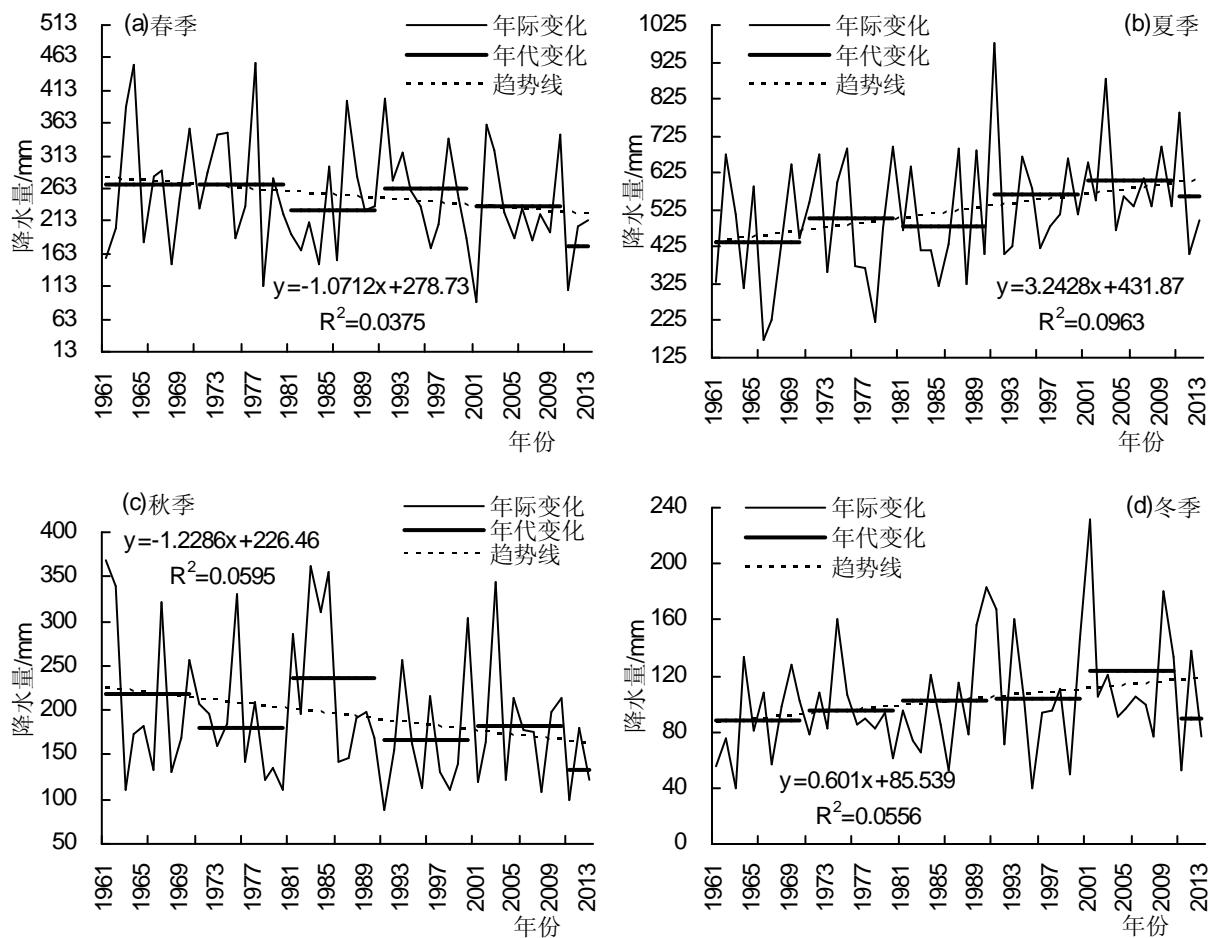 (a)春季
年际变化
年代变化
趋势线
降水量/mm
513
463
413
363
313
263
213
163
113
63
13
y=-1.0712x+278.73
R²=0.0375
1961
1965
1969
1973
1977
1981
1985
1989
1993
1997
2001
2005
2009
2013
年份
(b)夏季
年际变化
年代变化
趋势线
降水量/mm
1025
925
825
725
625
525
425
325
225
125
y=3.2428x+431.87
R²=0.0963
1961
1965
1969
1973
1977
1981
1985
1989
1993
1997
2001
2005
2009
2013
年份
(c)秋季
年际变化
年代变化
趋势线
降水量/mm
400
350
300
250
200
150
100
50
y=-1.2286x+226.46
R²=0.0595
1961
1965
1969
1973
1977
1981
1985
1989
1993
1997
2001
2005
2009
2013
年份
(d)冬季
年际变化
年代变化
趋势线
降水量/mm
240
200
160
120
80
40
0
y=0.601x+85.539
R²=0.0556
1961
1965
1969
1973
1977
1981
1985
1989
1993
1997
2001
2005
2009
2013
年份